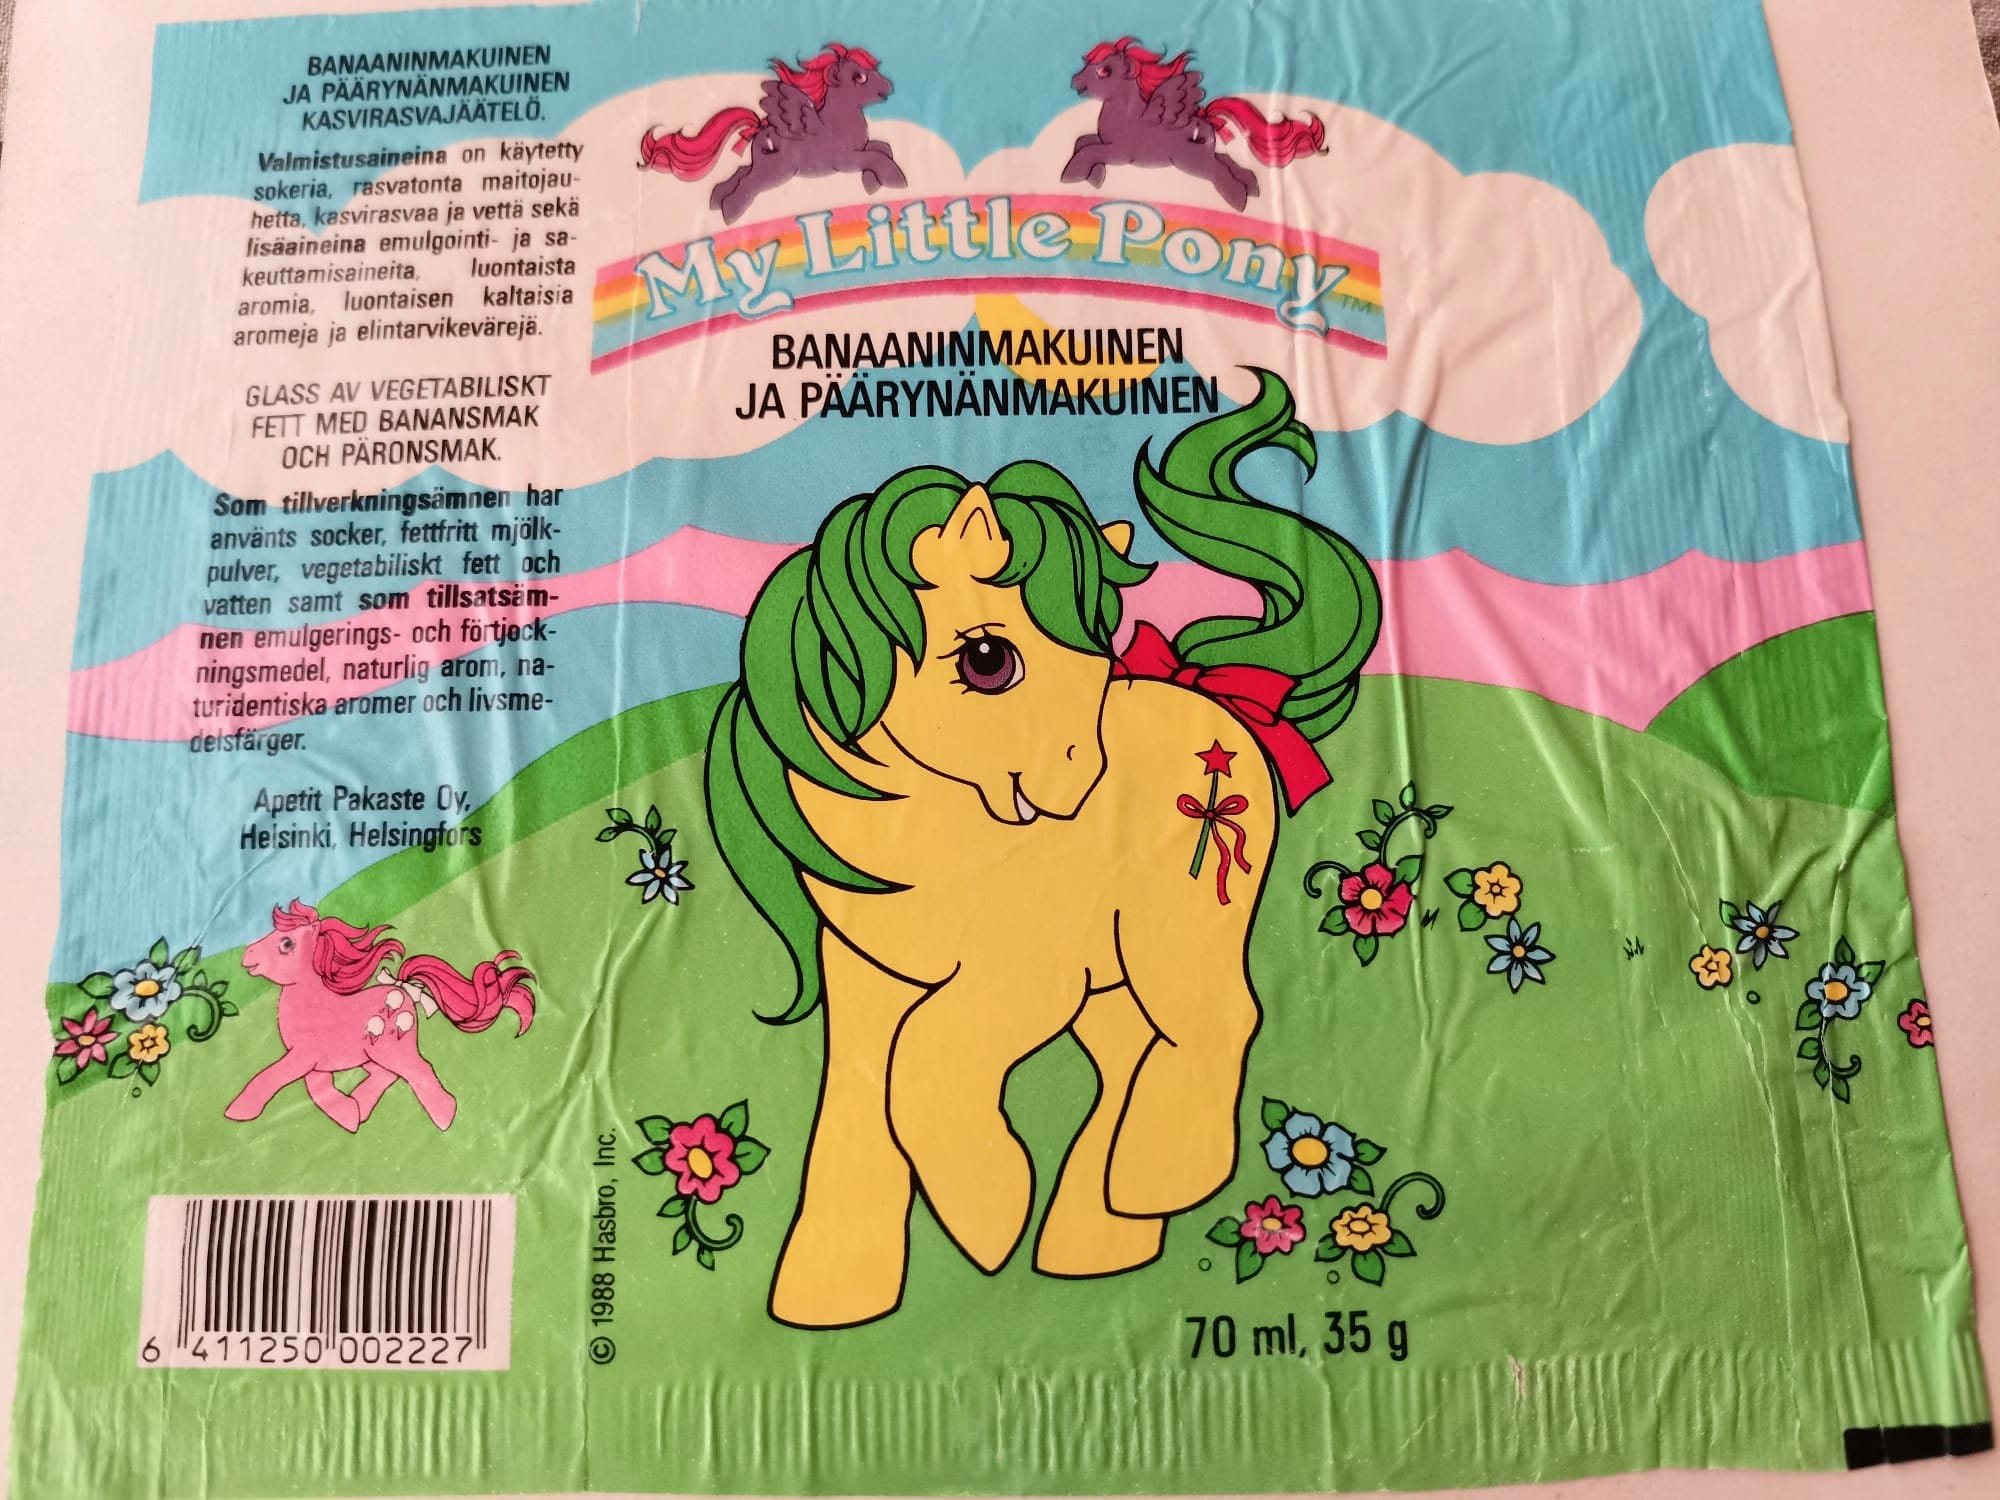 BANAANINMAKUINEN
JA PÄÄRYNÄNMAKUINEN
KASVIRASVAJÄÄTELÖ.
Valmistusaineina on käytetty
sokeria, rasvatonta maitojau-
hetta, kasvirasvaa ja vettä sekä
lisäaineina emulgointi- ja sa-
keuttamisaineita, luontaista
aromia, luontaisen kaltaisia
aromeja ja elintarvikevärejä.
GLASS AV VEGETABILISKT
FETT MED BANANSMAK
OCH PÄRONSMAK.
Som tillverkningsämnen har
använts socker, fettfritt mjölk-
pulver, vegetabiliskt fett och
vatten samt som tillsatsäm-
nen emulgerings- och förtjock-
ningsmedel, naturlig arom, na-
turidentiska aromer och livsme-
delsfärger.
Apetit Pakaste Oy,
Helsinki, Helsingfors
6 411250 002227
© 1988 Hasbro, Inc.
My Little Pony TM
BANAANINMAKUINEN
JA PÄÄRYNÄNMAKUINEN
70 ml, 35 g